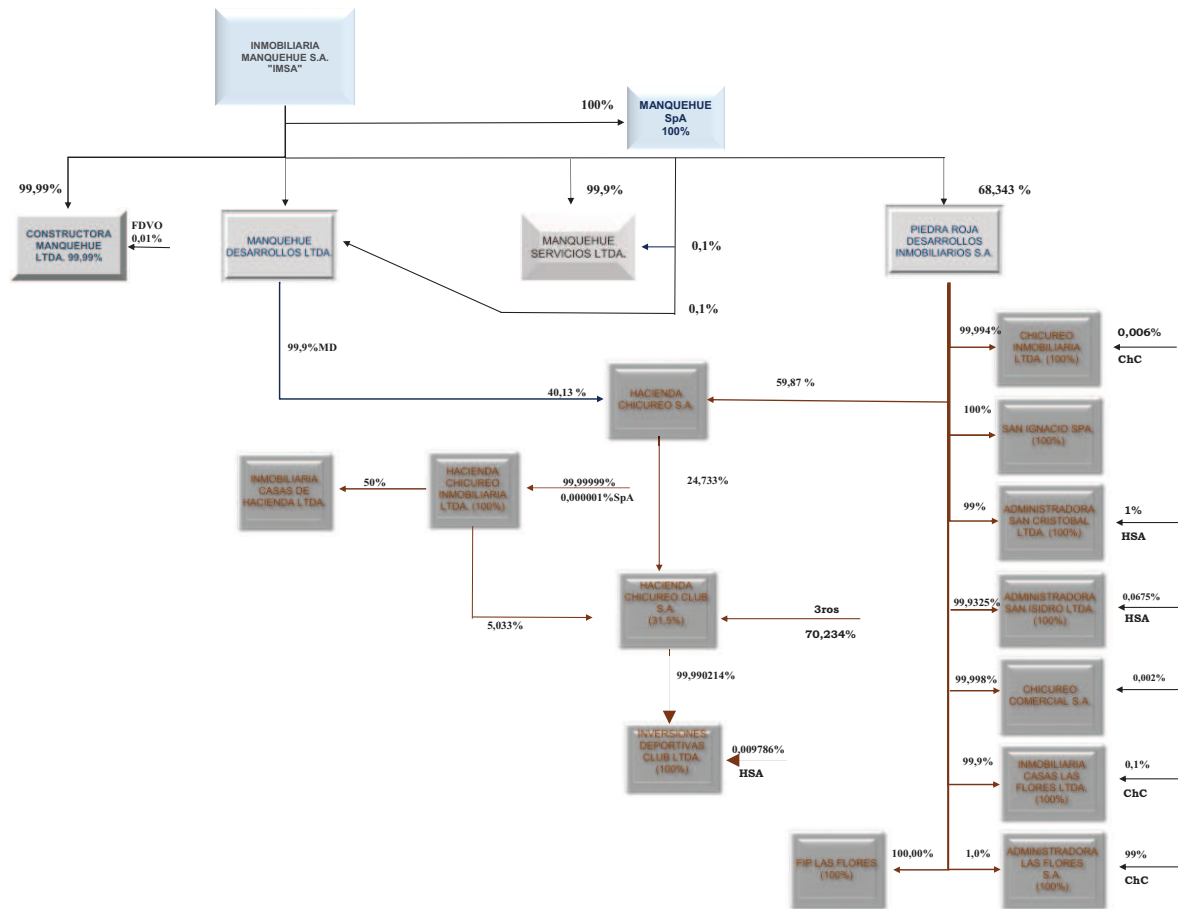 INMOBILIARIA
MANQUEHUE S.A.
"IMSA"
100%
MANQUEHUE
SpA
100%
99,99%
99,9%
68,343 %
CONSTRUCTORA
MANQUEHUE
LTDA. 99,99%
FDVO
0,01%
MANQUEHUE
DESARROLLOS LTDA.
MANQUEHUE
SERVICIOS LTDA.
0,1%
PIEDRA ROJA
DESARROLLOS
INMOBILIARIOS S.A.
0,1%
99,9%MD
99,994%
CHICUREO
INMOBILIARIA
LTDA. (100%)
0,006%
ChC
40,13 %
HACIENDA
CHICUREO S.A.
59,87 %
100%
SAN IGNACIO SPA.
(100%)
INMOBILIARIA
CASAS DE
HACIENDA LTDA.
50%
HACIENDA
CHICUREO
INMOBILIARIA
LTDA. (100%)
99,99999%
0,000001%SpA
24,733%
99%
ADMINISTRADORA
SAN CRISTOBAL
LTDA. (100%)
1%
HSA
5,033%
HACIENDA
CHICUREO CLUB
S.A.
(31,5%)
3ros
70,234%
99,9325%
ADMINISTRADORA
SAN ISIDRO LTDA.
(100%)
0,0675%
HSA
99,990214%
99,998%
CHICUREO
COMERCIAL S.A.
0,002%
INVERSIONES
DEPORTIVAS
CLUB LTDA.
(100%)
0,009786%
HSA
99,9%
INMOBILIARIA
CASAS LAS
FLORES LTDA.
(100%)
0,1%
ChC
FIP LAS FLORES
(100%)
100,00%
1,0%
ADMINISTRADORA
LAS FLORES
S.A.
(100%)
99%
ChC